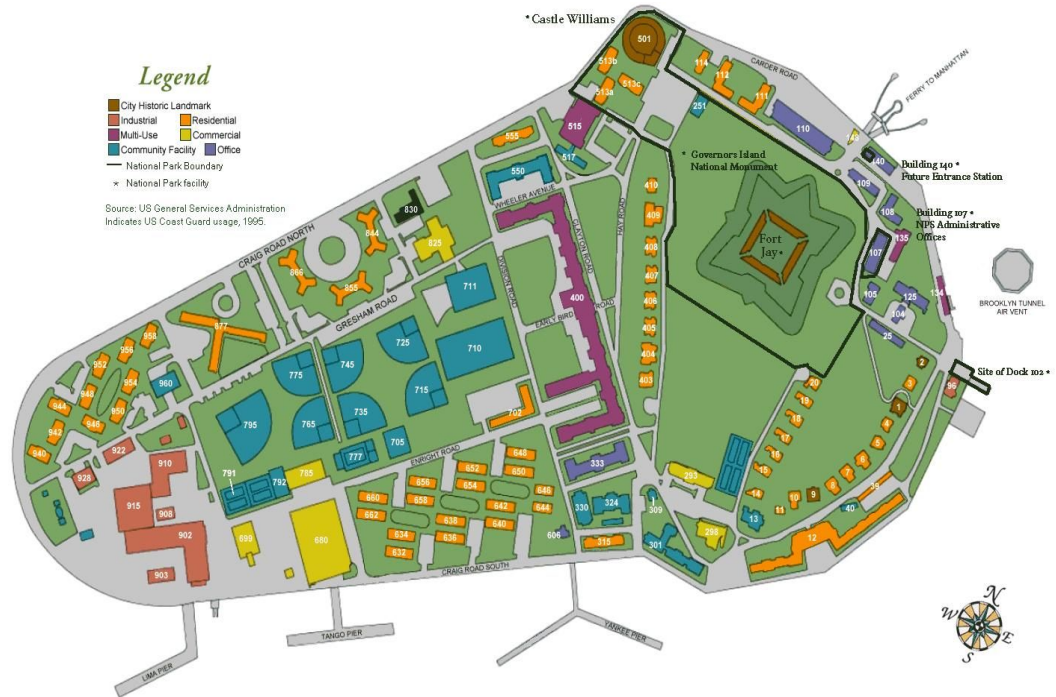 * Castle Williams
Legend
City Historic Landmark
Industrial
Residential
Multi-Use
Commercial
Community Facility
Office
National Park Boundary
* National Park facility
Source: US General Services Administration
Indicates US Coast Guard usage, 1995.
501
513b
513c
513a
114
112
111
CARDER ROAD
FERRY TO MANHATTAN
251
110
140
Building 140 *
Future Entrance Station
109
108
Building 107 *
NPS Administrative
Offices
135
107
105
125
104
134
25
BROOKLYN TUNNEL
AIR VENT
* Governors Island
National Monument
Fort
Jay *
515
517
555
550
WHEELER AVENUE
CLAYTON ROAD
HAY ROAD
DIVISION ROAD
EARLY BIRD
ROAD
400
410
409
408
407
406
405
404
403
830
825
844
866
855
CRAIG ROAD NORTH
GRESHAM ROAD
877
711
710
725
745
775
715
735
765
795
702
705
777
785
791
792
ENRIGHT ROAD
958
956
952
954
960
948
950
944
946
942
940
922
928
910
915
908
902
903
699
680
660
662
656
658
652
654
648
650
646
644
642
640
638
636
634
632
606
333
330
324
309
315
301
298
293
CRAIG ROAD SOUTH
Site of Dock 102 *
96
2
3
1
4
5
6
7
8
9
10
11
12
13
14
15
16
17
18
19
20
39
40
LIMA PIER
TANGO PIER
YANKEE PIER
N
W
E
S